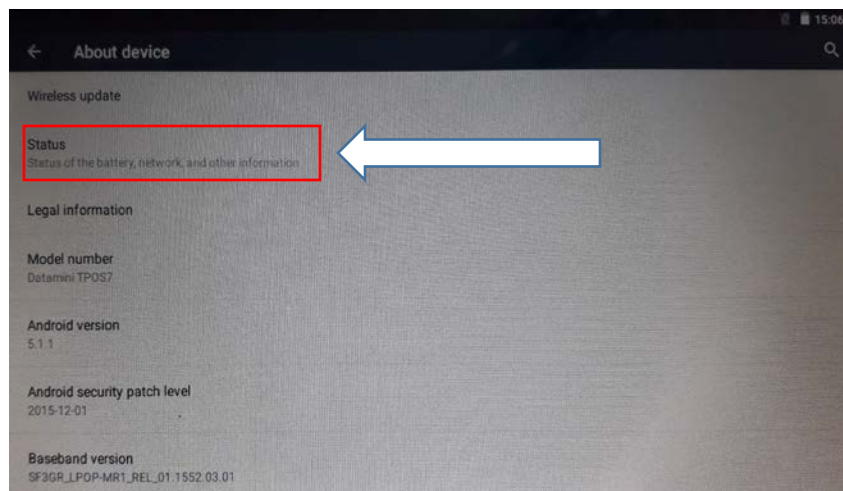 15:06
About device
Wireless update
Status
Status of the battery, network, and other information
Legal information
Model number
Datamini TPOS7
Android version
5.1.1
Android security patch level
2015-12-01
Baseband version
SF3GR_LPOP-MR1_REL_01.1552.03.01